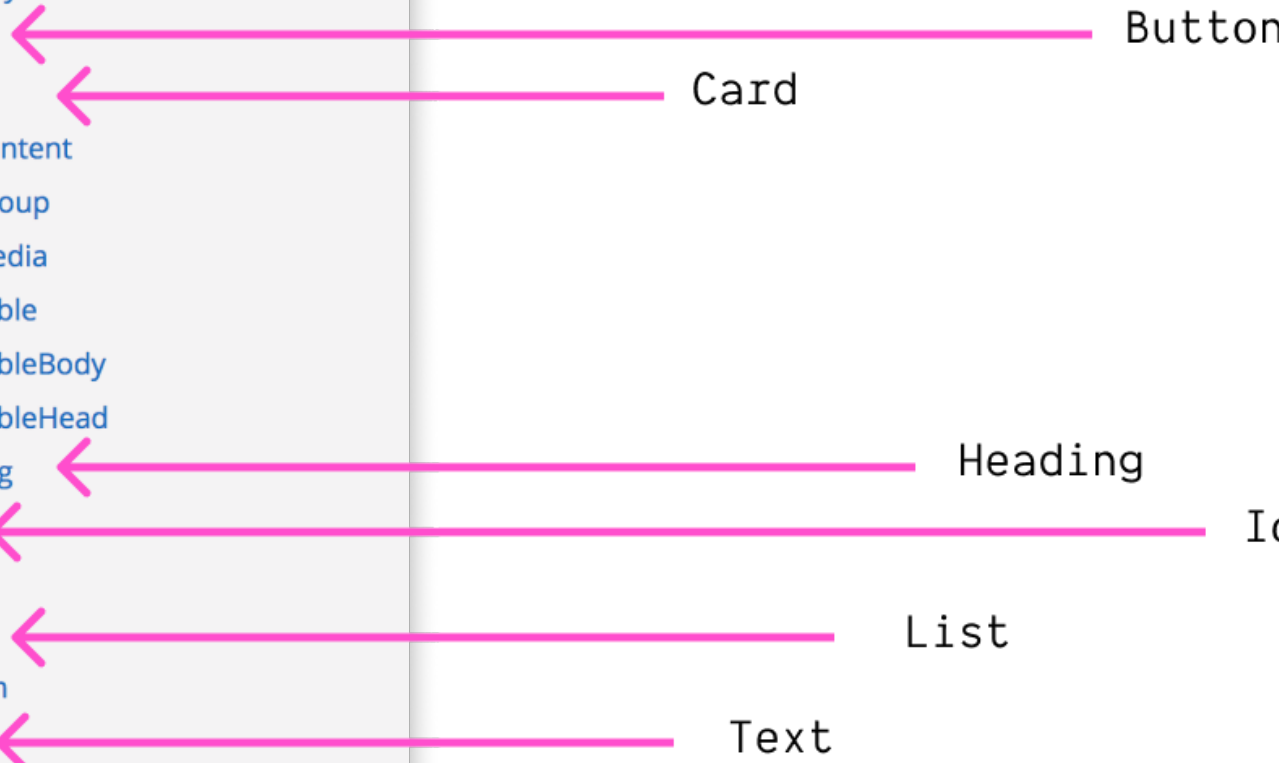 Button
Card
ntent
oup
edia
ble
bleBody
bleHead
g
Heading
List
Text